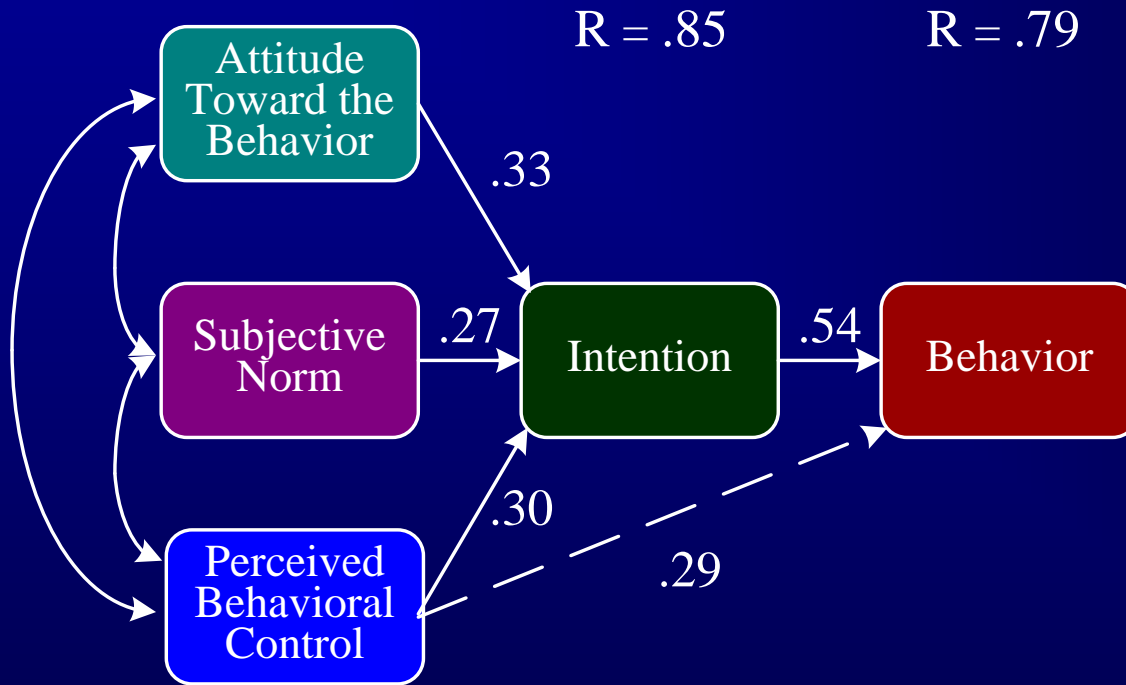 R = .85
R = .79
Attitude
Toward the
Behavior
.33
Subjective
Norm
.27
Intention
.54
Behavior
.30
.29
Perceived
Behavioral
Control